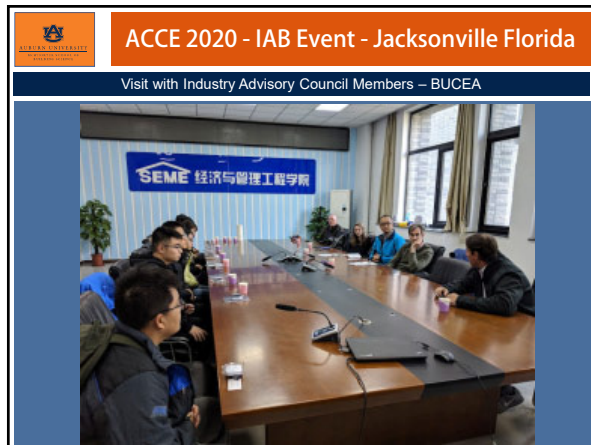 AUBURN UNIVERSITY
ACCE 2020 - IAB Event - Jacksonville Florida
Visit with Industry Advisory Council Members – BUCEA
SEME 经济与管理工程学院